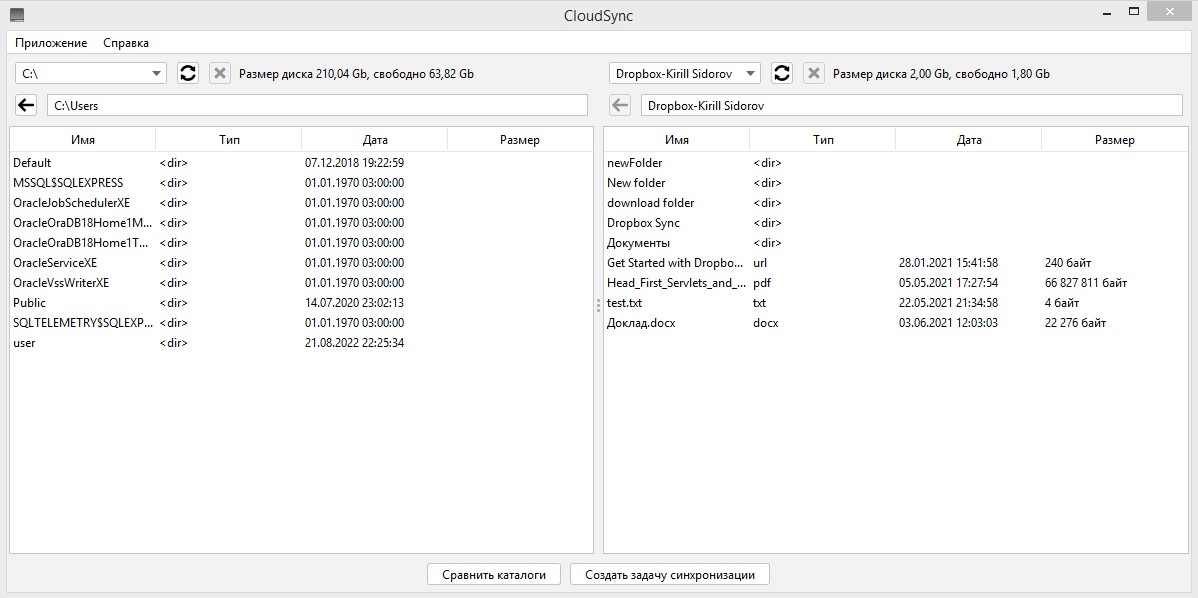 CloudSync
Приложение Справка
C:\ Размер диска 210,04 Gb, свободно 63,82 Gb Dropbox-Kirill Sidorov Размер диска 2,00 Gb, свободно 1,80 Gb
C:\Users Dropbox-Kirill Sidorov
Имя Тип Дата Размер Имя Тип Дата Размер
Default <dir> 07.12.2018 19:22:59 newFolder <dir>
MSSQL$SQLEXPRESS <dir> 01.01.1970 03:00:00 New folder <dir>
OracleJobSchedulerXE <dir> 01.01.1970 03:00:00 download folder <dir>
OracleOraDB18Home1M... <dir> 01.01.1970 03:00:00 Dropbox Sync <dir>
OracleOraDB18Home1T... <dir> 01.01.1970 03:00:00 Документы <dir>
OracleServiceXE <dir> 01.01.1970 03:00:00 Get Started with Dropbo... url 28.01.2021 15:41:58 240 байт
OracleVssWriterXE <dir> 01.01.1970 03:00:00 Head_First_Servlets_and_... pdf 05.05.2021 17:27:54 66 827 811 байт
Public <dir> 14.07.2020 23:02:13 test.txt txt 22.05.2021 21:34:58 4 байт
SQLTELEMETRY$SQLEXP... <dir> 01.01.1970 03:00:00 Доклад.docx docx 03.06.2021 12:03:03 22 276 байт
user <dir> 21.08.2022 22:25:34
Сравнить каталоги Создать задачу синхронизации